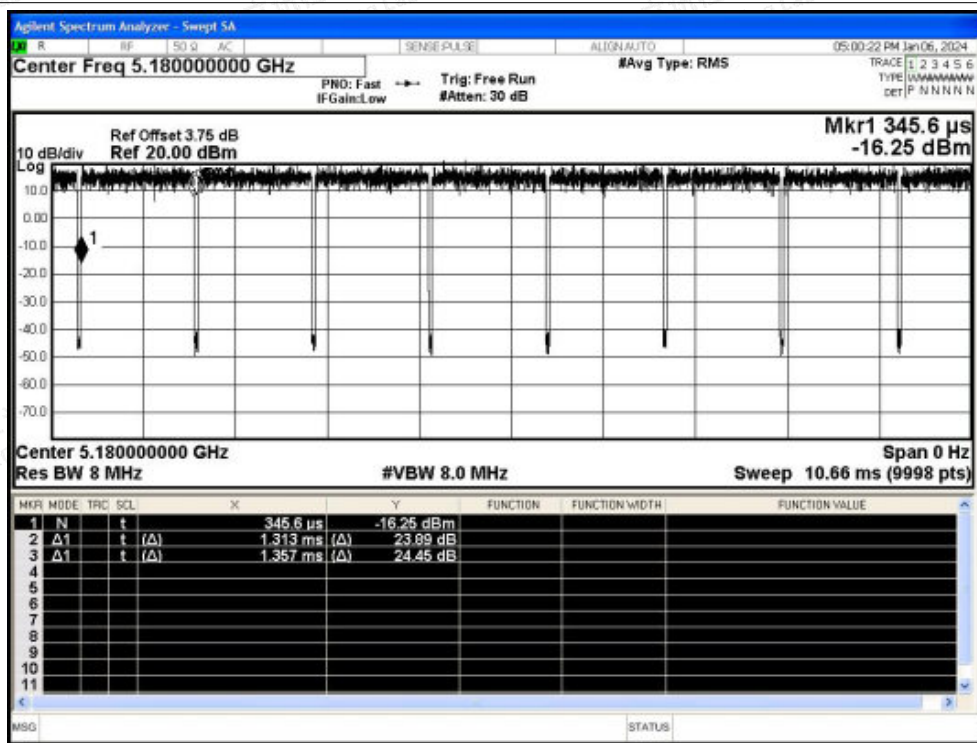 Agilent Spectrum Analyzer - Swept SA
R RF 50 Ω AC SENSE:PULSE ALIGN AUTO 05:00:22 PM Jan 06, 2024
Center Freq 5.180000000 GHz #Avg Type: RMS TRACE 1 2 3 4 5 6
PNO: Fast Trig: Free Run TYPE
IFGain:Low #Atten: 30 dB DET P N N N N N
Mkr1 345.6 µs
Ref Offset 3.75 dB
10 dB/div Ref 20.00 dBm -16.25 dBm
Log
10.0
0.00
1
-10.0
-20.0
-30.0
-40.0
-50.0
-60.0
-70.0
Center 5.180000000 GHz Span 0 Hz
Res BW 8 MHz #VBW 8.0 MHz Sweep 10.66 ms (9998 pts)
MKR MODE TRC SCL X Y FUNCTION FUNCTION WIDTH FUNCTION VALUE
1 N t 345.6 µs -16.25 dBm
2 Δ1 t (Δ) 1.313 ms (Δ) 23.89 dB
3 Δ1 t (Δ) 1.357 ms (Δ) 24.45 dB
4
5
6
7
8
9
10
11
MSG STATUS